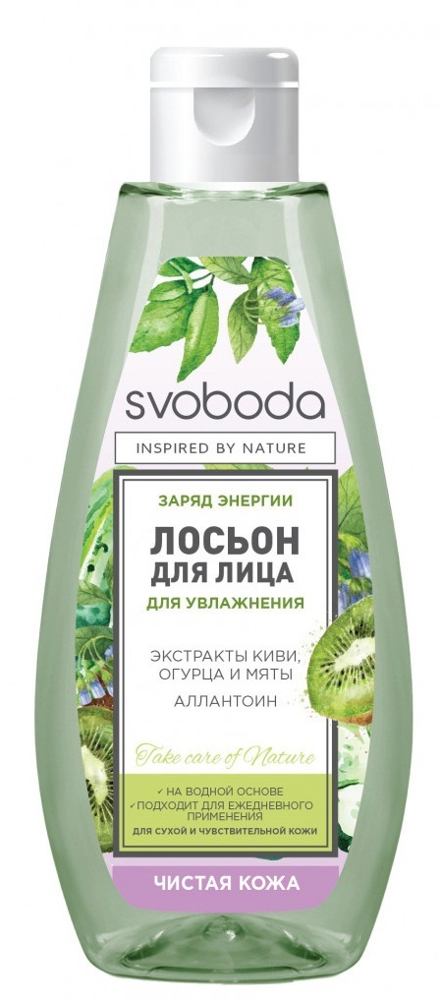 svoboda
INSPIRED BY NATURE
ЗАРЯД ЭНЕРГИИ
ЛОСЬОН
ДЛЯ ЛИЦА
ДЛЯ УВЛАЖНЕНИЯ
ЭКСТРАКТЫ КИВИ,
ОГУРЦА И МЯТЫ
АЛЛАНТОИН
Take care of Nature
✓ НА ВОДНОЙ ОСНОВЕ
✓ПОДХОДИТ ДЛЯ ЕЖЕДНЕВНОГО
ПРИМЕНЕНИЯ
ДЛЯ СУХОЙ И ЧУВСТВИТЕЛЬНОЙ КОЖИ
ЧИСТАЯ КОЖА